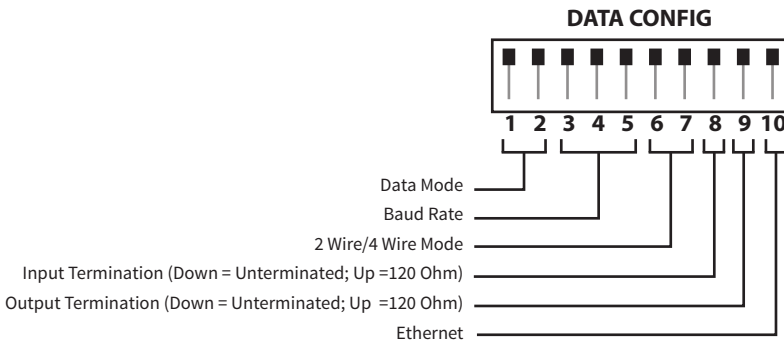 DATA CONFIG
1 2 3 4 5 6 7 8 9 10
Data Mode
Baud Rate
2 Wire/4 Wire Mode
Input Termination (Down = Unterminated; Up =120 Ohm)
Output Termination (Down = Unterminated; Up =120 Ohm)
Ethernet